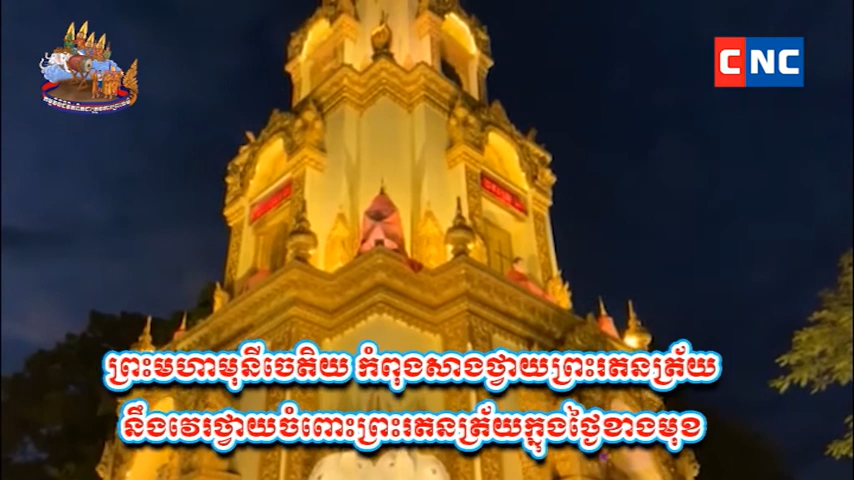 CNC
ព្រះមហាមុនីចេតិយ កំពុងសាងថ្វាយព្រះរតនត្រ័យ
នឹងវេរថ្វាយចំពោះព្រះរតនត្រ័យក្នុងថ្ងៃខាងមុខ